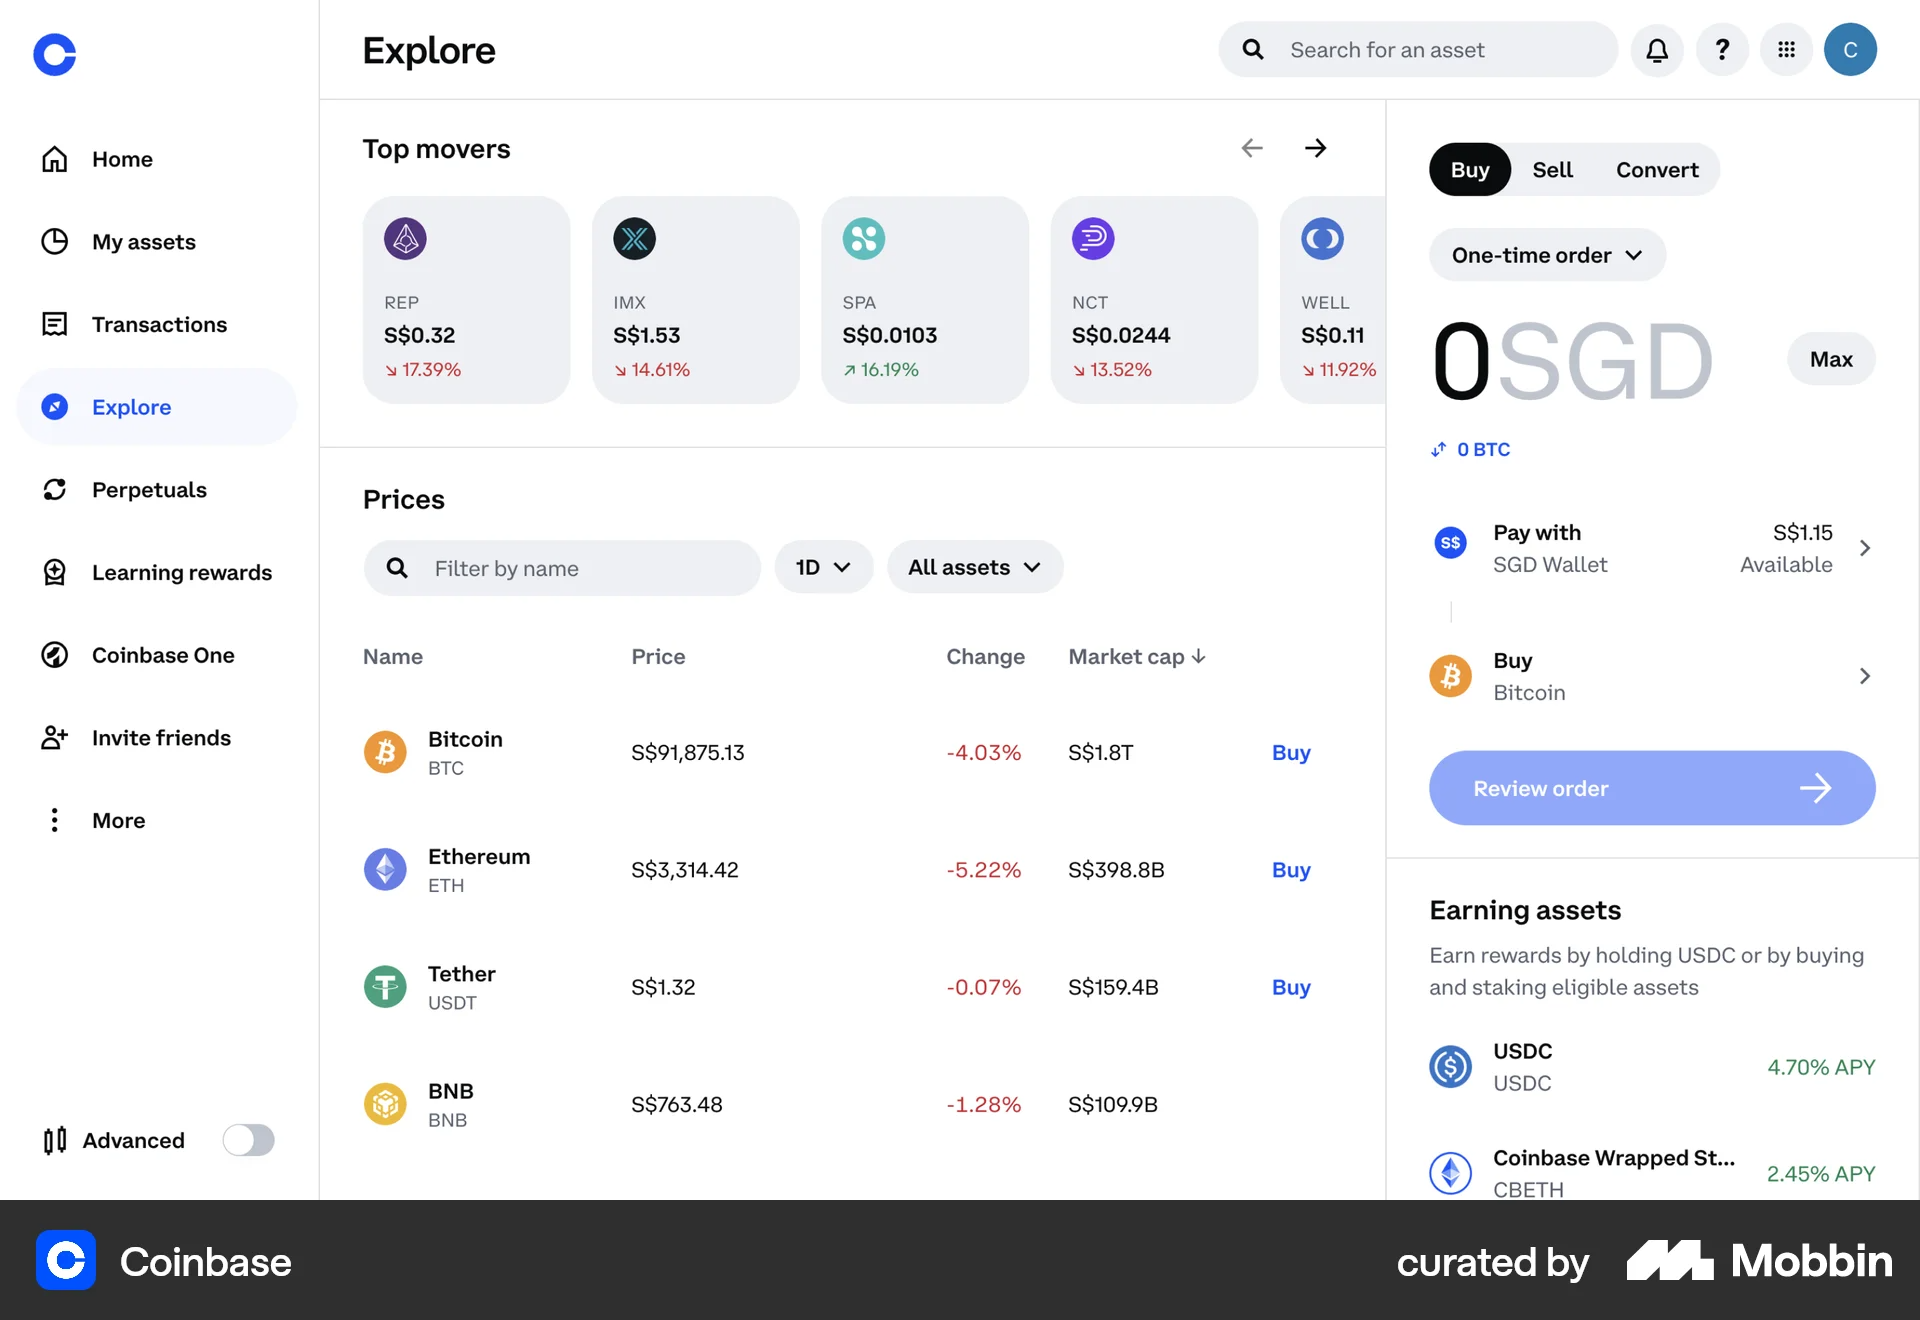 Explore
Search for an asset
?
C
Home
My assets
Transactions
Explore
Perpetuals
Learning rewards
Coinbase One
Invite friends
More
Advanced
Top movers
REP
S$0.32
↘ 17.39%
IMX
S$1.53
↘ 14.61%
SPA
S$0.0103
↗ 16.19%
NCT
S$0.0244
↘ 13.52%
WELL
S$0.11
↘ 11.92%
Prices
Filter by name
1D
All assets
Name Price Change Market cap ↓
Bitcoin
BTC
S$91,875.13 -4.03% S$1.8T Buy
Ethereum
ETH
S$3,314.42 -5.22% S$398.8B Buy
Tether
USDT
S$1.32 -0.07% S$159.4B Buy
BNB
BNB
S$763.48 -1.28% S$109.9B
Buy Sell Convert
One-time order
0SGD
Max
0 BTC
S$
Pay with S$1.15
SGD Wallet Available
Buy
Bitcoin
Review order
Earning assets
Earn rewards by holding USDC or by buying
and staking eligible assets
USDC
USDC
4.70% APY
Coinbase Wrapped St...
CBETH
2.45% APY
Coinbase
curated by Mobbin